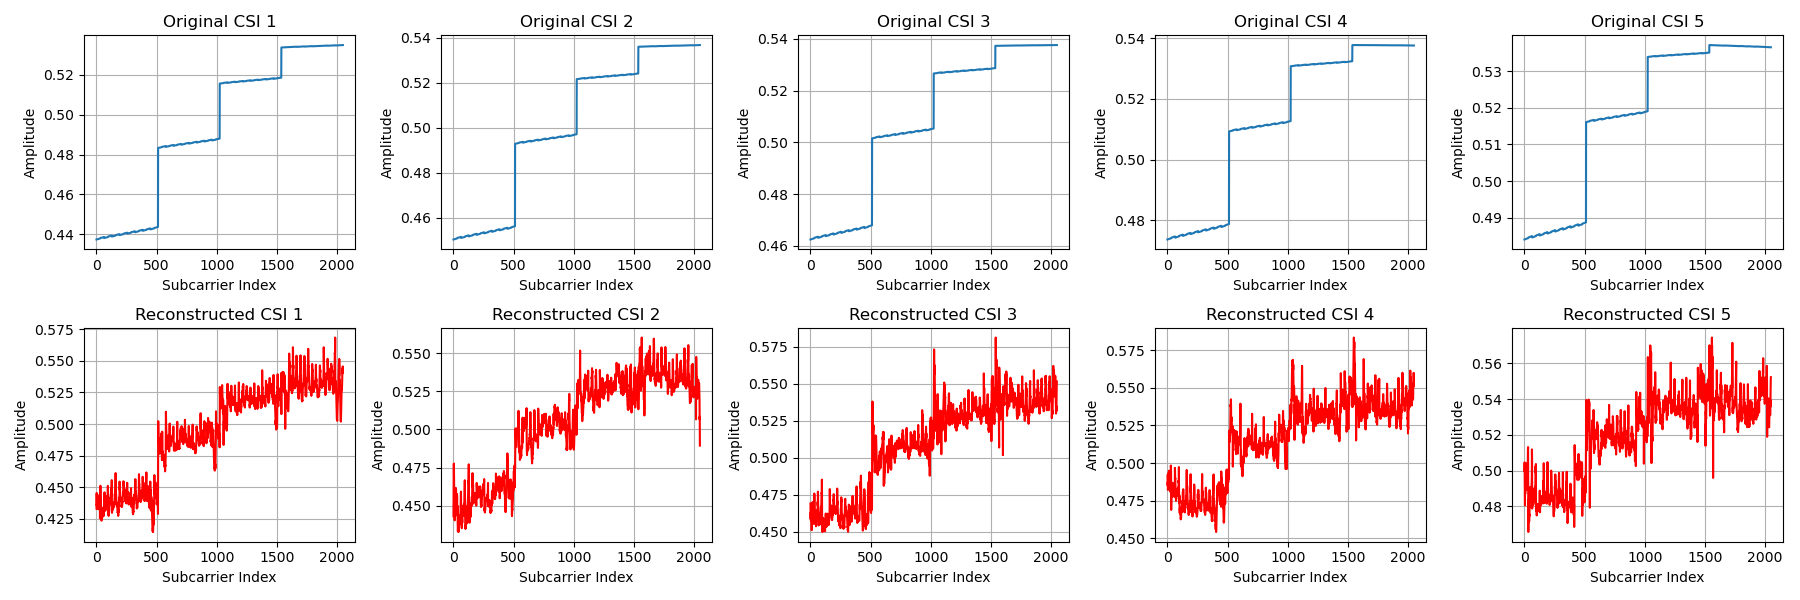 Original CSI 1
Original CSI 2
Original CSI 3
Original CSI 4
Original CSI 5
Amplitude
0.52
0.50
0.48
0.46
0.44
0 500 1000 1500 2000
Subcarrier Index
Amplitude
0.54
0.52
0.50
0.48
0.46
0 500 1000 1500 2000
Subcarrier Index
Amplitude
0.54
0.52
0.50
0.48
0.46
0 500 1000 1500 2000
Subcarrier Index
Amplitude
0.54
0.52
0.50
0.48
0 500 1000 1500 2000
Subcarrier Index
Amplitude
0.53
0.52
0.51
0.50
0.49
0 500 1000 1500 2000
Subcarrier Index
Reconstructed CSI 1
Reconstructed CSI 2
Reconstructed CSI 3
Reconstructed CSI 4
Reconstructed CSI 5
Amplitude
0.575
0.550
0.525
0.500
0.475
0.450
0.425
0 500 1000 1500 2000
Subcarrier Index
Amplitude
0.550
0.525
0.500
0.475
0.450
0 500 1000 1500 2000
Subcarrier Index
Amplitude
0.575
0.550
0.525
0.500
0.475
0.450
0 500 1000 1500 2000
Subcarrier Index
Amplitude
0.575
0.550
0.525
0.500
0.475
0.450
0 500 1000 1500 2000
Subcarrier Index
Amplitude
0.56
0.54
0.52
0.50
0.48
0 500 1000 1500 2000
Subcarrier Index